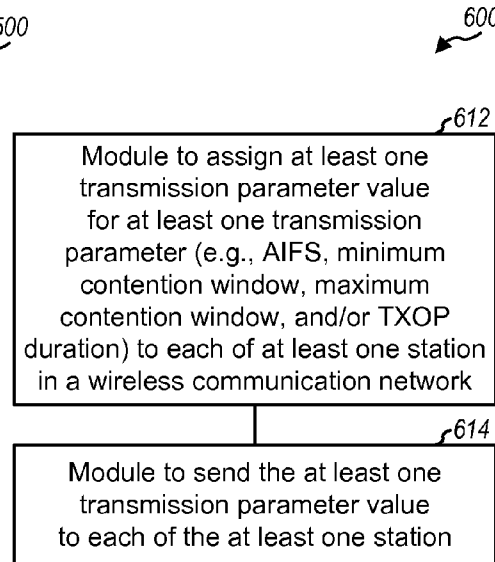 600
612
Module to assign at least one
transmission parameter value
for at least one transmission
parameter (e.g., AIFS, minimum
contention window, maximum
contention window, and/or TXOP
duration) to each of at least one station
in a wireless communication network
614
Module to send the at least one
transmission parameter value
to each of the at least one station